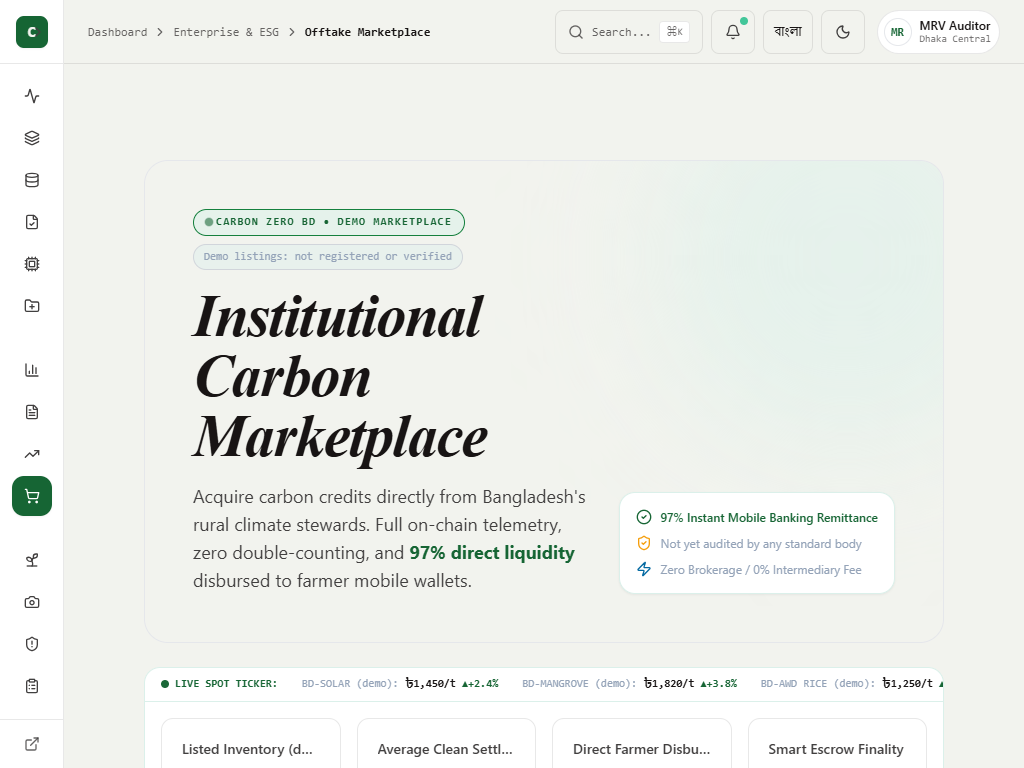 C
Dashboard > Enterprise & ESG > Offtake Marketplace
Search... ⌘K
বাংলা
MR
MRV Auditor
Dhaka Central
CARBON ZERO BD • DEMO MARKETPLACE
Demo listings: not registered or verified
Institutional
Carbon
Marketplace
Acquire carbon credits directly from Bangladesh's
rural climate stewards. Full on-chain telemetry,
zero double-counting, and 97% direct liquidity
disbursed to farmer mobile wallets.
97% Instant Mobile Banking Remittance
Not yet audited by any standard body
Zero Brokerage / 0% Intermediary Fee
LIVE SPOT TICKER: BD-SOLAR (demo): ৳1,450/t ▲+2.4% BD-MANGROVE (demo): ৳1,820/t ▲+3.8% BD-AWD RICE (demo): ৳1,250/t ▲
Listed Inventory (d...
Average Clean Settl...
Direct Farmer Disbu...
Smart Escrow Finality